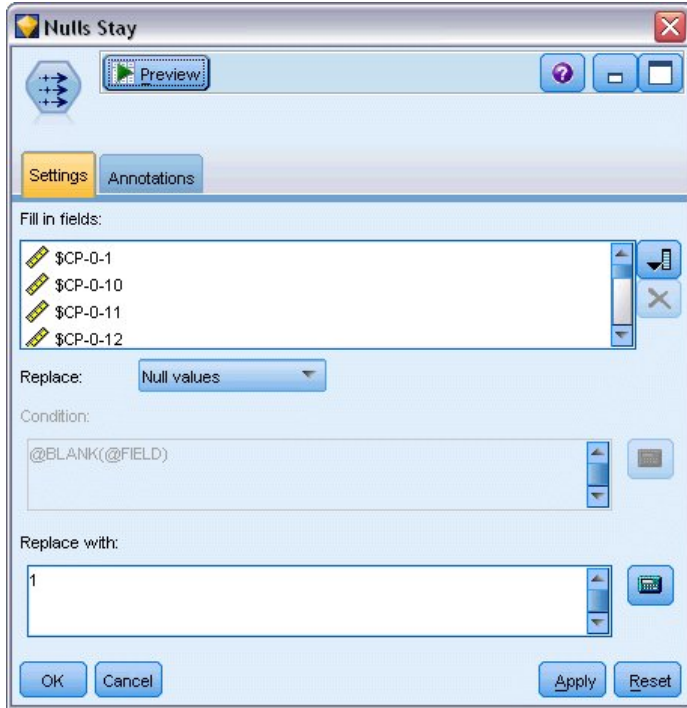 Nulls Stay
Preview
Settings Annotations
Fill in fields:
$CP-0-1
$CP-0-10
$CP-0-11
$CP-0-12
Replace: Null values
Condition:
@BLANK(@FIELD)
Replace with:
1
OK Cancel Apply Reset